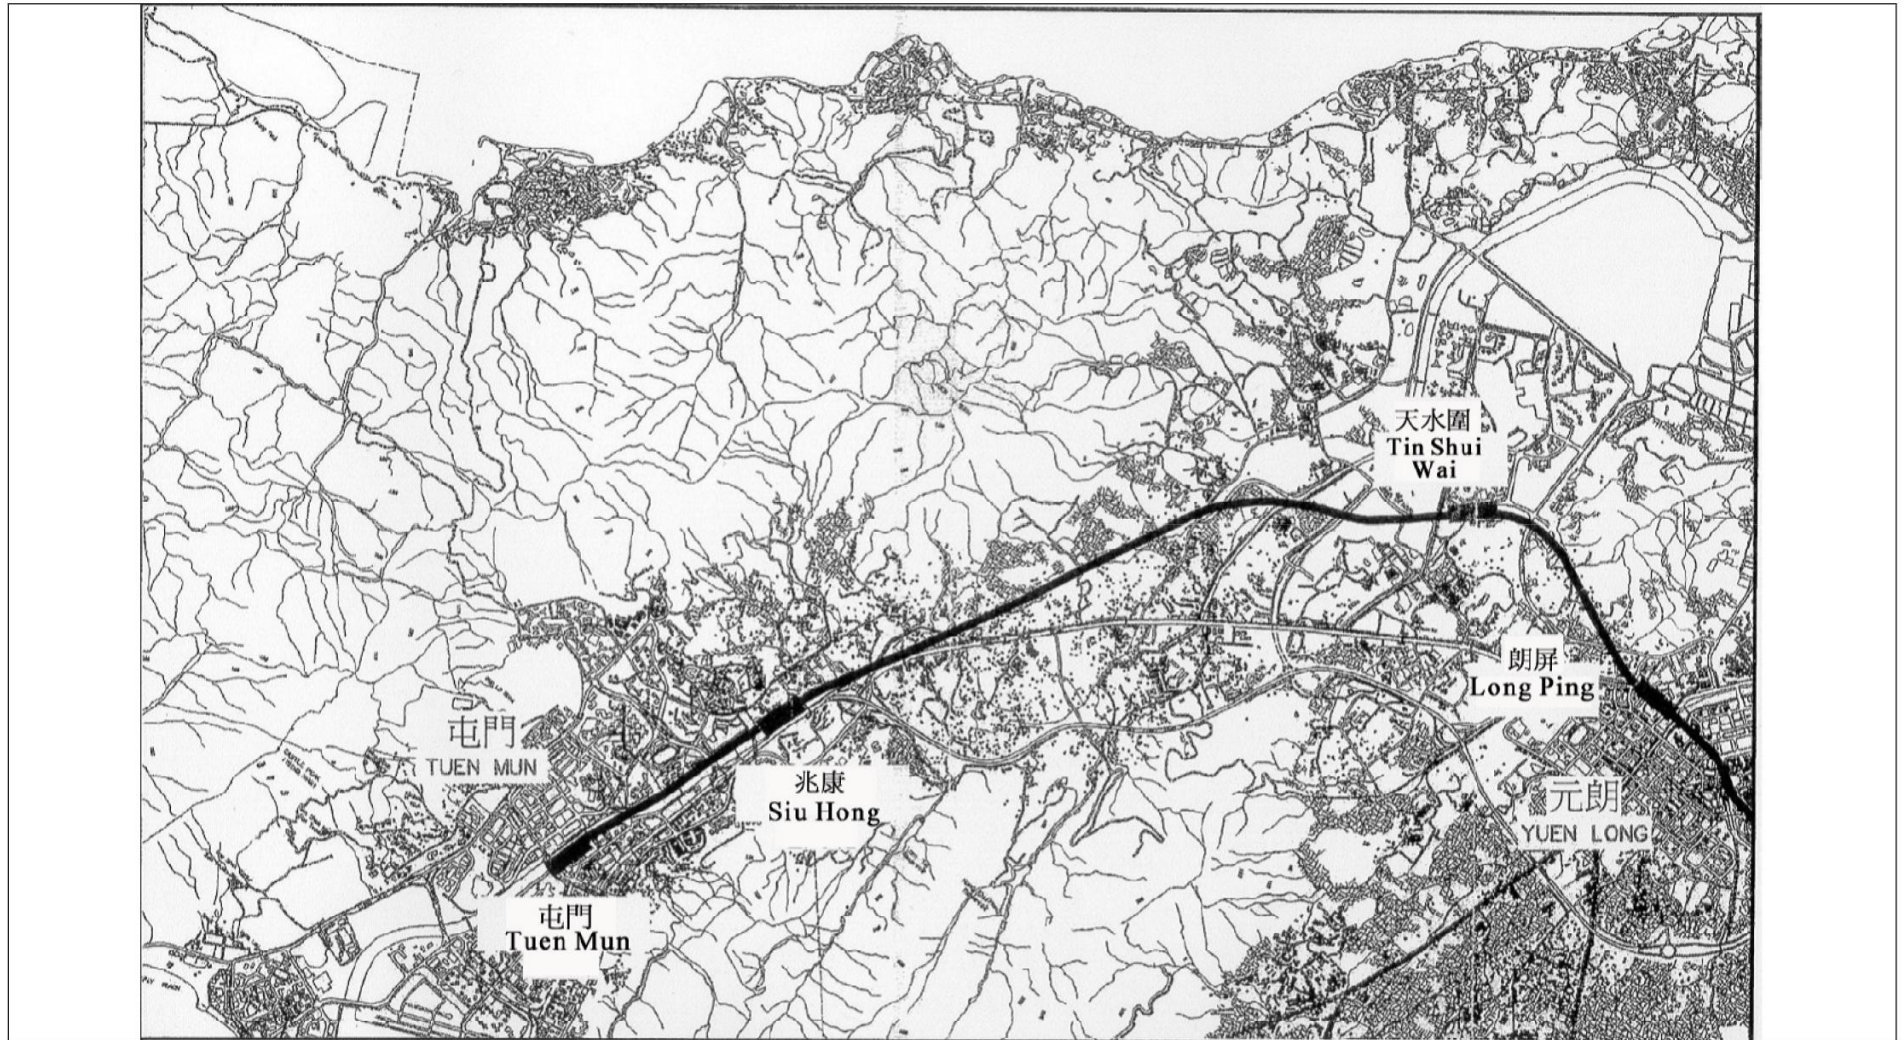 天水圍
Tin Shui
Wai
朗屏
Long Ping
屯門
TUEN MUN
兆康
Siu Hong
元朗
YUEN LONG
屯門
Tuen Mun